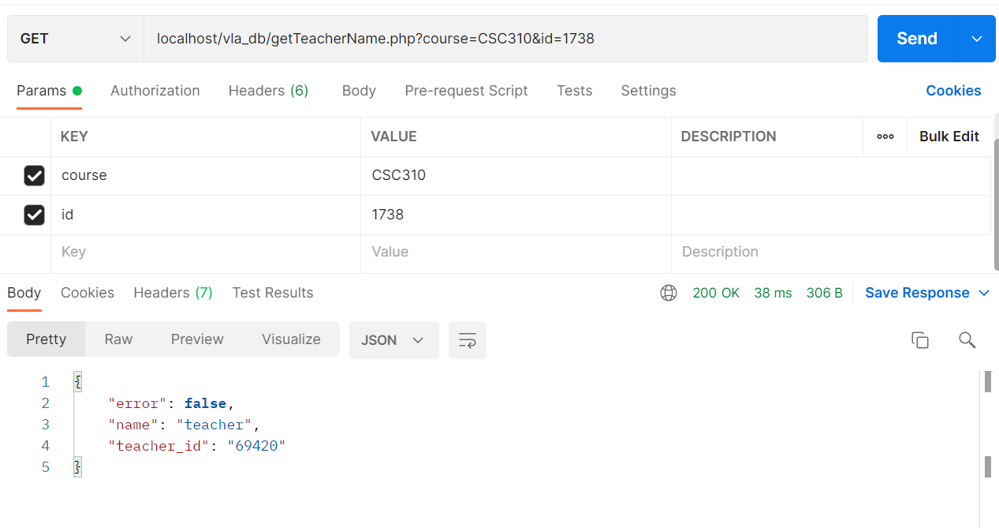 GET localhost/vla_db/getTeacherName.php?course=CSC310&id=1738 Send
Params Authorization Headers (6) Body Pre-request Script Tests Settings Cookies
KEY VALUE DESCRIPTION ooo Bulk Edit
course CSC310
id 1738
Key Value Description
Body Cookies Headers (7) Test Results 200 OK 38 ms 306 B Save Response
Pretty Raw Preview Visualize JSON
1 {
2 "error": false,
3 "name": "teacher",
4 "teacher_id": "69420"
5 }